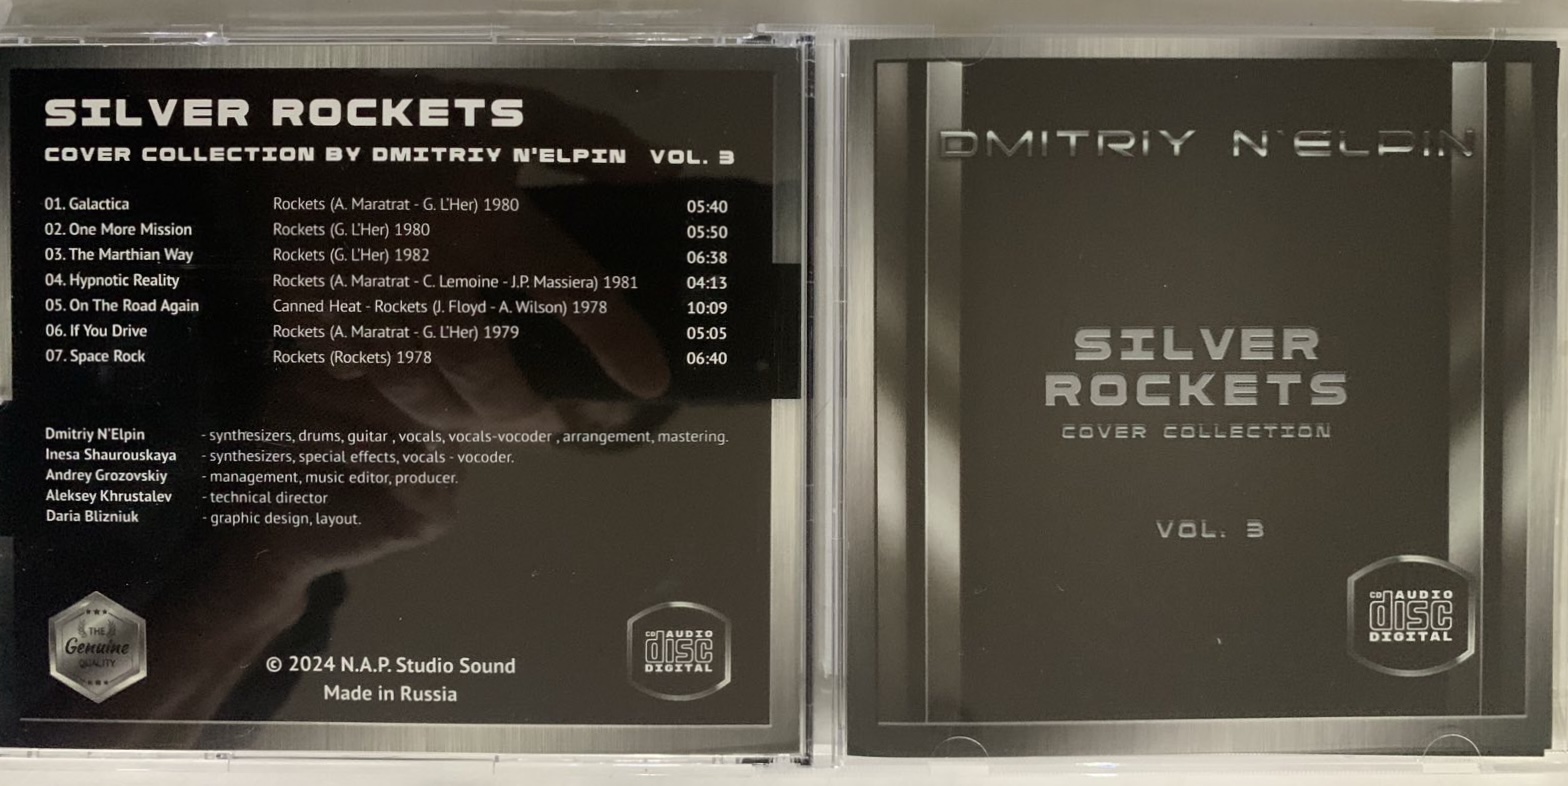 SILVER ROCKETS
COVER COLLECTION BY DMITRIY N'ELPIN VOL. 3
01. Galactica Rockets (A. Maratrat - G. L'Her) 1980 05:40
02. One More Mission Rockets (G. L'Her) 1980 05:50
03. The Marthian Way Rockets (G. L'Her) 1982 06:38
04. Hypnotic Reality Rockets (A. Maratrat - C. Lemoine - J.P. Massiera) 1981 04:13
05. On The Road Again Canned Heat - Rockets (J. Floyd - A. Wilson) 1978 10:09
06. If You Drive Rockets (A. Maratrat - G. L'Her) 1979 05:05
07. Space Rock Rockets (Rockets) 1978 06:40
Dmitriy N'Elpin - synthesizers, drums, guitar , vocals, vocals-vocoder , arrangement, mastering.
Inesa Shaurouskaya - synthesizers, special effects, vocals - vocoder.
Andrey Grozovskiy - management, music editor, producer.
Aleksey Khrustalev - technical director
Daria Blizniuk - graphic design, layout.
THE
Genuine
QUALITY
© 2024 N.A.P. Studio Sound
Made in Russia
CD AUDIO
disc
DIGITAL
DMITRIY N'ELPIN
SILVER
ROCKETS
COVER COLLECTION
VOL. 3
CD AUDIO
disc
DIGITAL